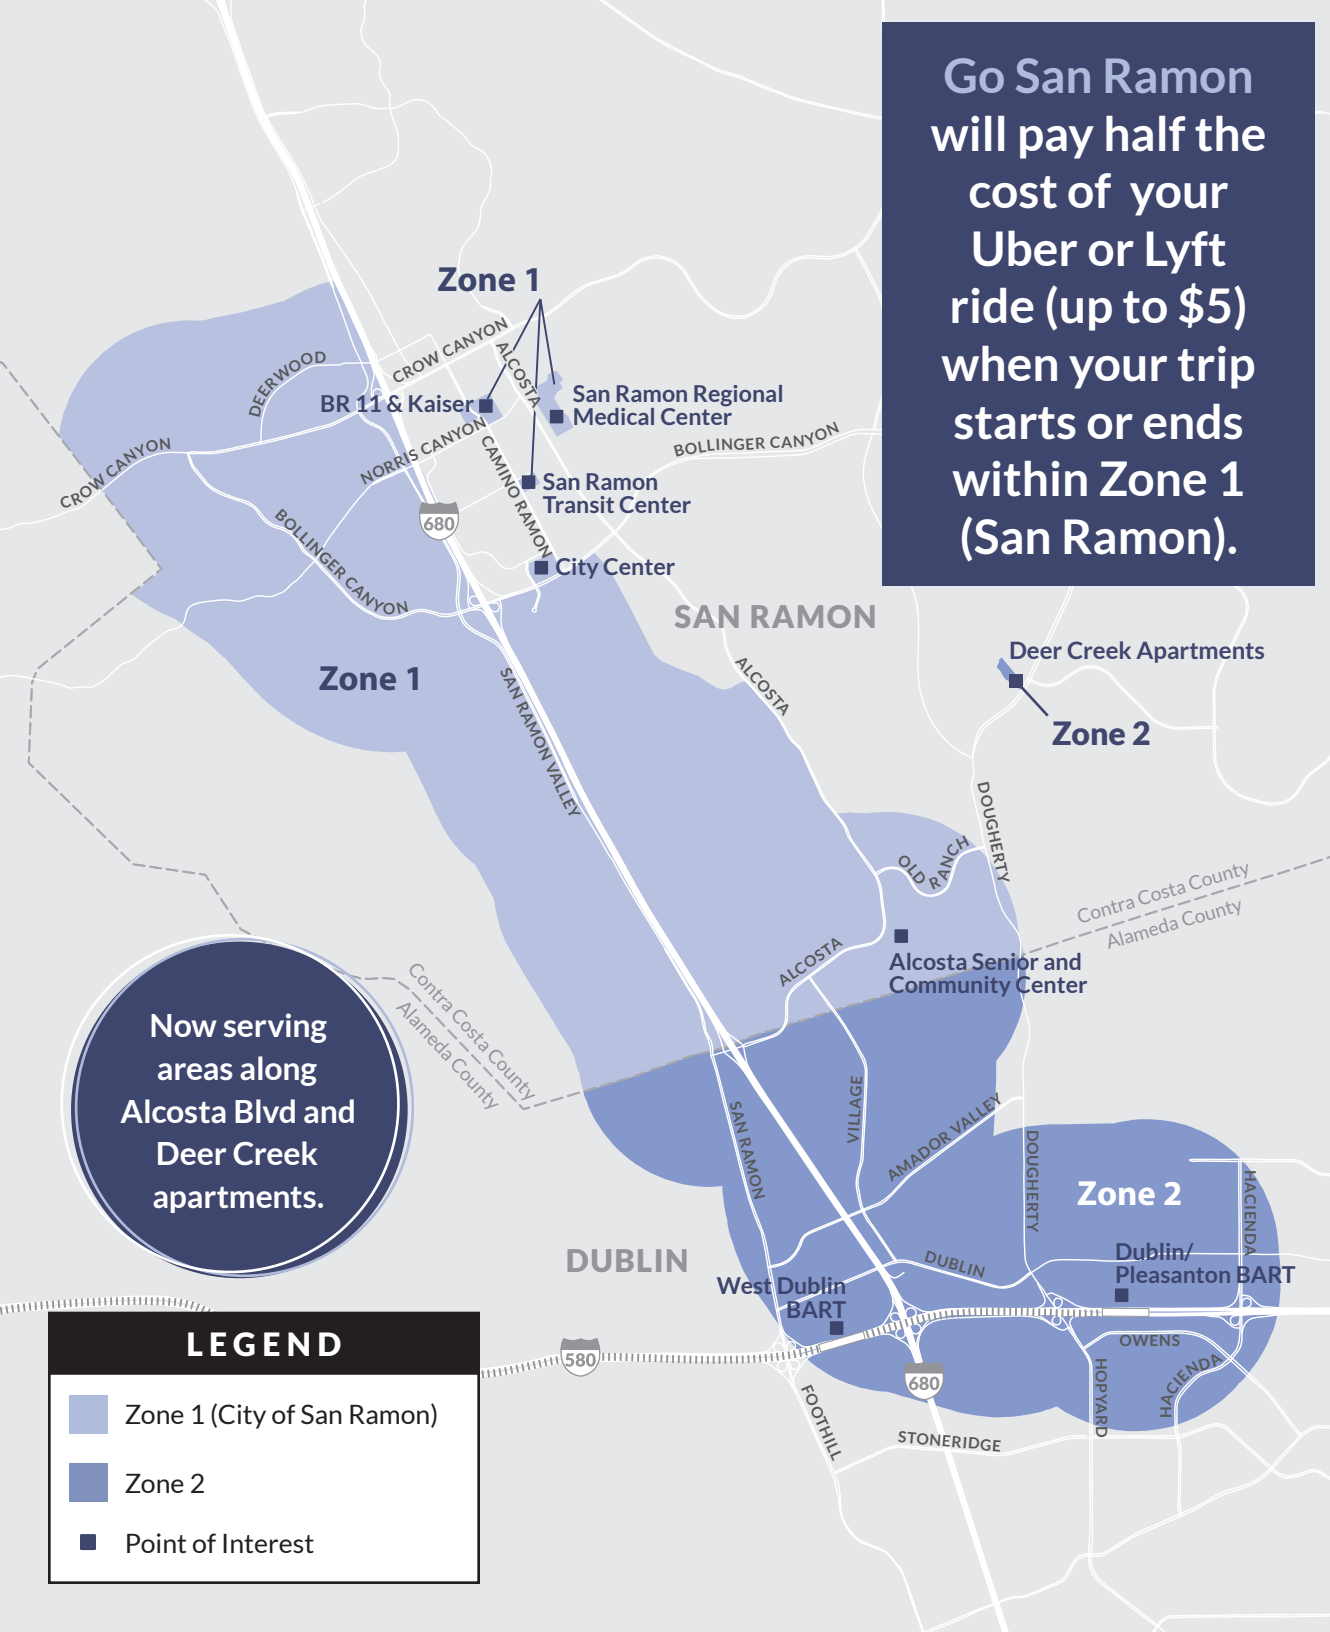 Go San Ramon
will pay half the
cost of your
Uber or Lyft
ride (up to $5)
when your trip
starts or ends
within Zone 1
(San Ramon).
Zone 1
CROW CANYON
ALCOSTA
DEERWOOD
BR 11 & Kaiser
San Ramon Regional
Medical Center
CROW CANYON
NORRIS CANYON
CAMINO RAMON
BOLLINGER CANYON
San Ramon
Transit Center
680
BOLLINGER CANYON
City Center
SAN RAMON
Deer Creek Apartments
Zone 2
Zone 1
SAN RAMON VALLEY
ALCOSTA
DOUGHERTY
OLD
RANCH
Contra Costa County
Alameda County
ALCOSTA
Alcosta Senior and
Community Center
Contra Costa County
Alameda County
Now serving
areas along
Alcosta Blvd and
Deer Creek
apartments.
SAN RAMON
VILLAGE
AMADOR VALLEY
DOUGHERTY
Zone 2
HACIENDA
DUBLIN
DUBLIN
Dublin/
Pleasanton BART
West Dublin
BART
580
680
OWENS
HACIENDA
HOPYARD
FOOTHILL
STONERIDGE
LEGEND
Zone 1 (City of San Ramon)
Zone 2
Point of Interest